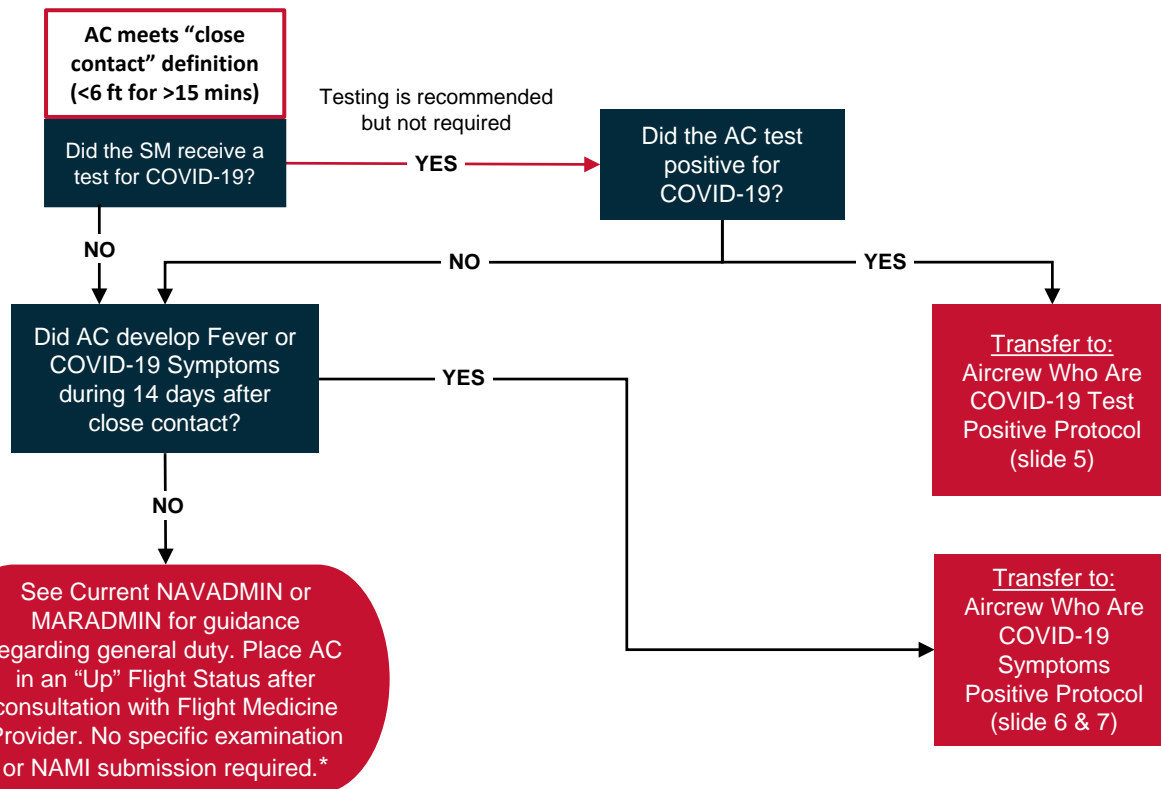 AC meets “close
contact” definition
(<6 ft for >15 mins)
Did the SM receive a
test for COVID-19?
Testing is recommended
but not required
YES
Did the AC test
positive for
COVID-19?
NO
NO
YES
Did AC develop Fever or
COVID-19 Symptoms
during 14 days after
close contact?
YES
Transfer to:
Aircrew Who Are
COVID-19 Test
Positive Protocol
(slide 5)
NO
See Current NAVADMIN or
MARADMIN for guidance
egarding general duty. Place AC
in an “Up” Flight Status after
consultation with Flight Medicine
Provider. No specific examination
or NAMI submission required.*
Transfer to:
Aircrew Who Are
COVID-19
Symptoms
Positive Protocol
(slide 6 & 7)